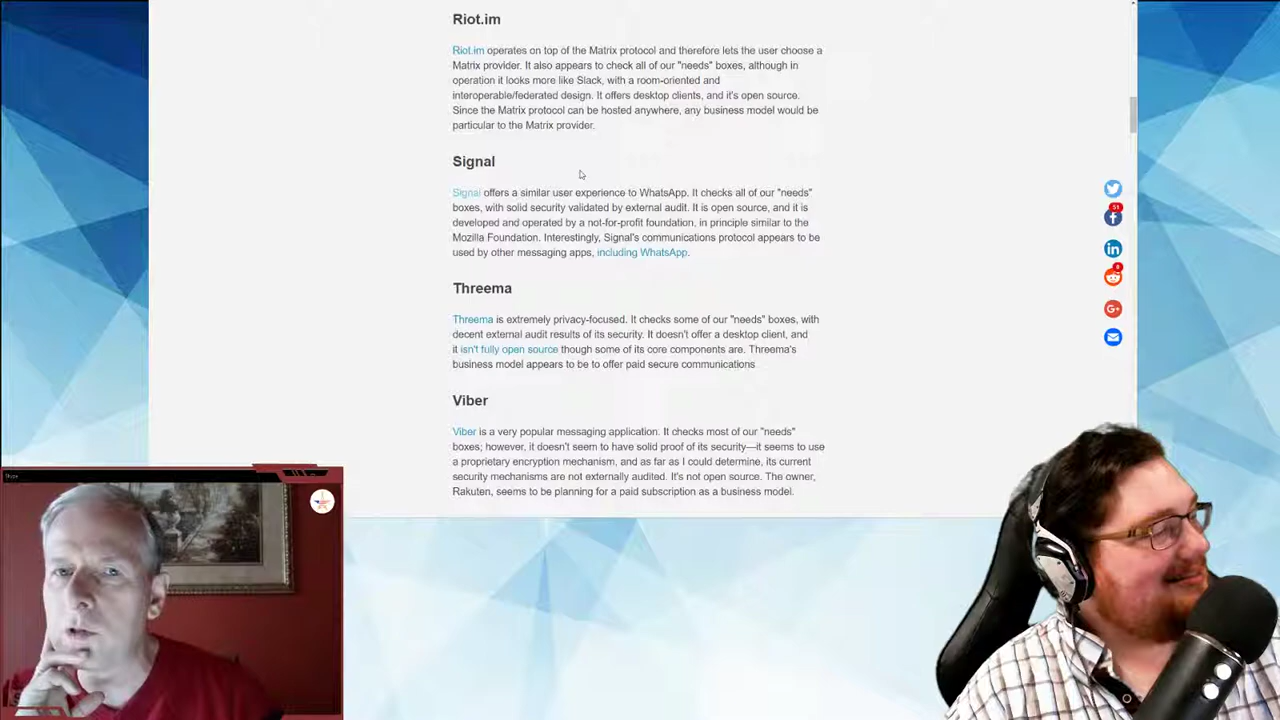 Riot.im
Riot.im operates on top of the Matrix protocol and therefore lets the user choose a
Matrix provider. It also appears to check all of our "needs" boxes, although in
operation it looks more like Slack, with a room-oriented and
interoperable/federated design. It offers desktop clients, and it's open source.
Since the Matrix protocol can be hosted anywhere, any business model would be
particular to the Matrix provider.
Signal
Signal offers a similar user experience to WhatsApp. It checks all of our "needs"
boxes, with solid security validated by external audit. It is open source, and it is
developed and operated by a not-for-profit foundation, in principle similar to the
Mozilla Foundation. Interestingly, Signal's communications protocol appears to be
used by other messaging apps, including WhatsApp.
Threema
Threema is extremely privacy-focused. It checks some of our "needs" boxes, with
decent external audit results of its security. It doesn't offer a desktop client, and
it isn't fully open source though some of its core components are. Threema's
business model appears to be to offer paid secure communications
Viber
Viber is a very popular messaging application. It checks most of our "needs"
boxes; however, it doesn't seem to have solid proof of its security—it seems to use
a proprietary encryption mechanism, and as far as I could determine, its current
security mechanisms are not externally audited. It's not open source. The owner,
Rakuten, seems to be planning for a paid subscription as a business model.
51
in
G+